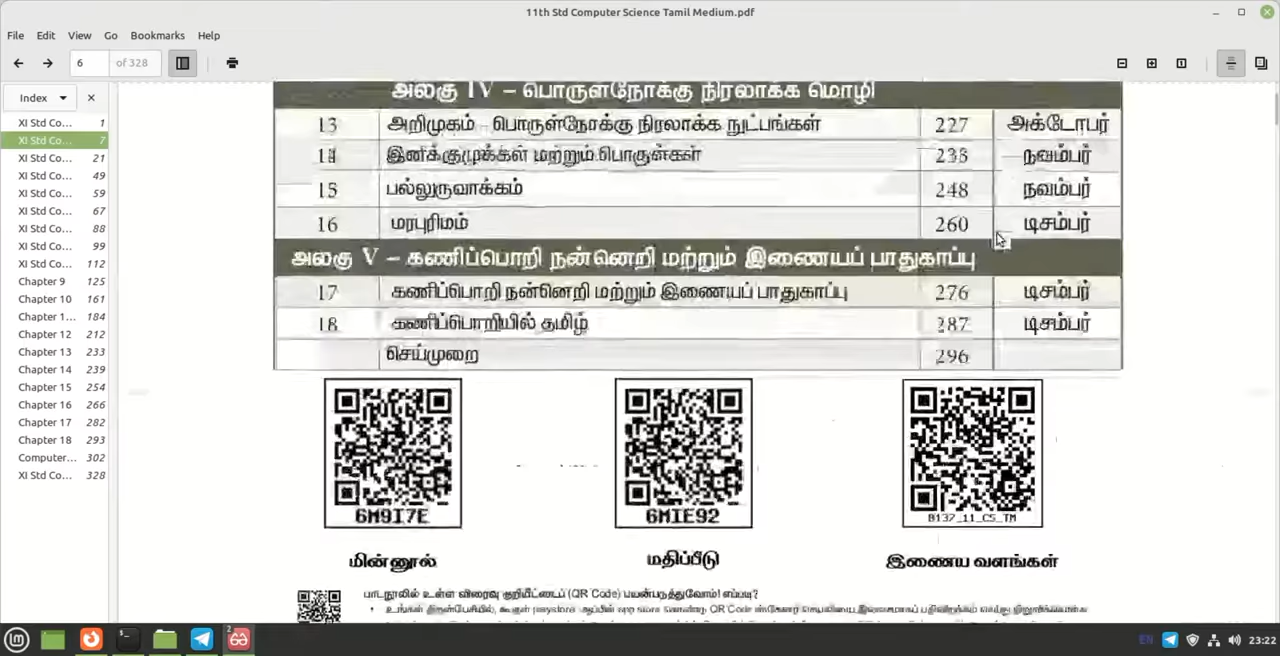 11th Std Computer Science Tamil Medium.pdf
File Edit View Go Bookmarks Help
6 of 328
Index
XI Std Co... 1
XI Std Co... 7
XI Std Co... 21
XI Std Co... 49
XI Std Co... 59
XI Std Co... 67
XI Std Co... 88
XI Std Co... 99
XI Std Co... 112
Chapter 9 125
Chapter 10 161
Chapter 1... 184
Chapter 12 212
Chapter 13 233
Chapter 14 239
Chapter 15 254
Chapter 16 266
Chapter 17 282
Chapter 18 293
Computer... 302
XI Std Co... 328
அலகு IV – பொருள்நோக்கு நிரலாக்க மொழி
13 அறிமுகம் பொருள்நோக்கு நிரலாக்க நுட்பங்கள் 227 அக்டோபர்
இனக்குழுக்கள் மற்றும் பொருள்கள் நவம்பர்
15 பல்லுருவாக்கம் 248 நவம்பர்
16 மரபுரிமம் 260 டிசம்பர்
அலகு V – கணிப்பொறி நன்னெறி மற்றும் இணையப் பாதுகாப்பு
17 கணிப்பொறி நன்னெறி மற்றும் இணையப் பாதுகாப்பு 276 டிசம்பர்
18 கணிப்பொறியில் தமிழ் 287 டிசம்பர்
செய்முறை 296
6M9I7E
6MIE92
B137_11_CS_TM
மின்னூல்
மதிப்பீடு
இணைய வளங்கள்
பாடநூலில் உள்ள விரைவு குறியீட்டைப் (QR Code) பயன்படுத்துவோம்! எப்படி?
EN 23:22